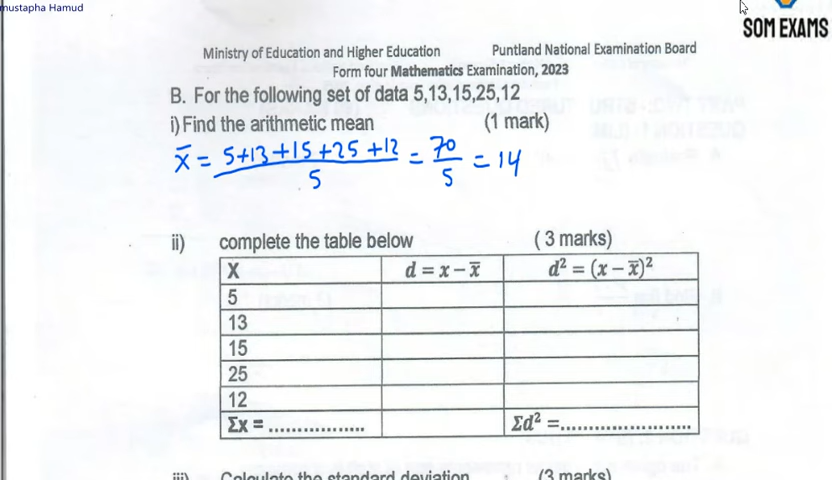 mustapha Hamud
SOM EXAMS
Ministry of Education and Higher Education Puntland National Examination Board
Form four Mathematics Examination, 2023
B. For the following set of data 5,13,15,25,12
i) Find the arithmetic mean (1 mark)
x̄ = 5+13+15+25+12 / 5 = 70/5 = 14
ii) complete the table below ( 3 marks)
X d = x − x̄ d² = (x − x̄)²
5
13
15
25
12
Σx = .................. Σd² =.........................
iii) Calculate the standard deviation (3 marks)